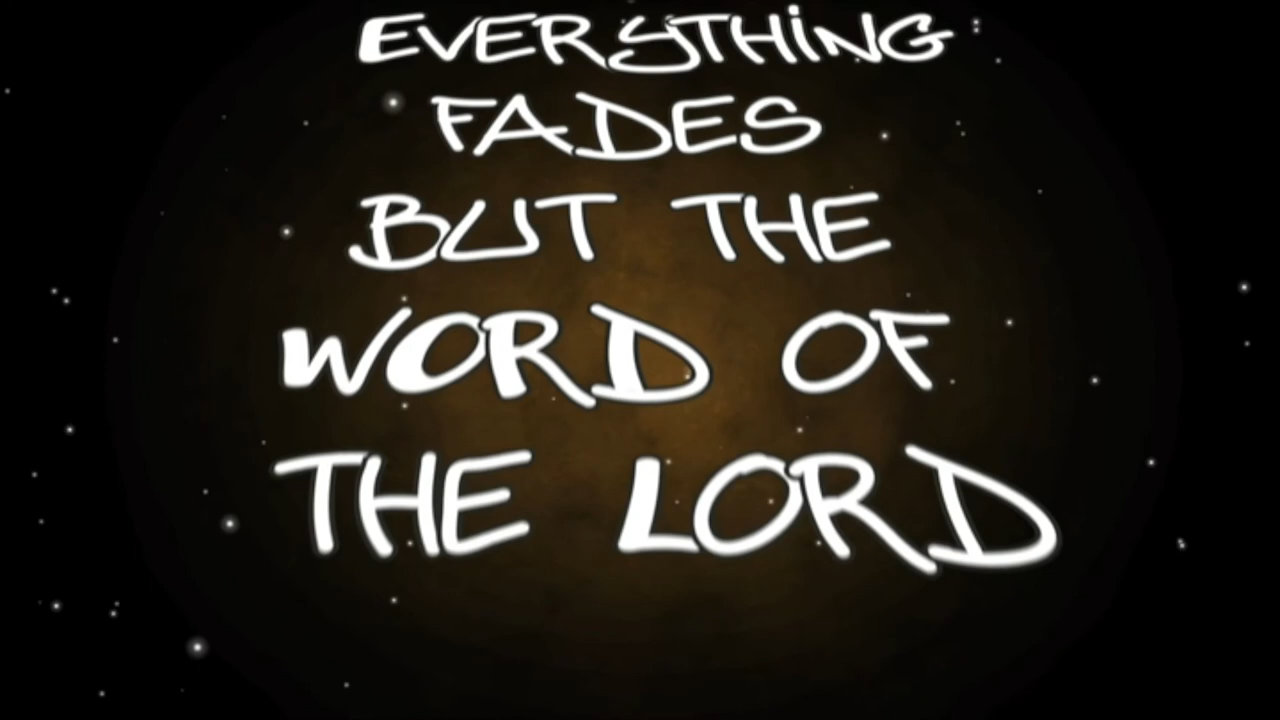 EVERYTHING
FADES
BUT THE
WORD OF
THE LORD